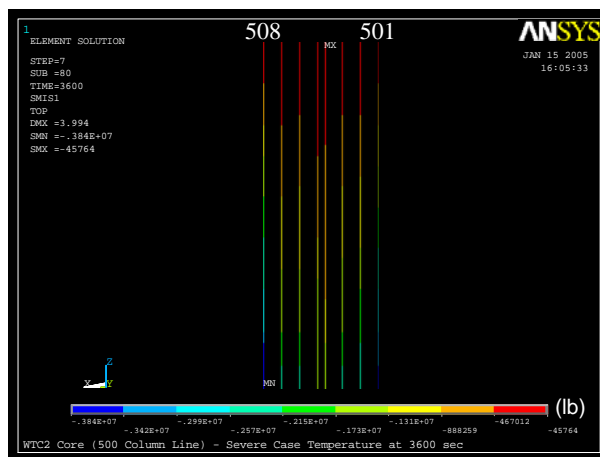 1
508
501
MX
ANSYS
ELEMENT SOLUTION
JAN 15 2005
16:05:33
STEP=7
SUB =80
TIME=3600
SMIS1
TOP
DMX =3.994
SMN =-.384E+07
SMX =-45764
Z
X
Y
MN
(lb)
-.384E+07 -.299E+07 -.215E+07 -.131E+07 -467012
-.342E+07 -.257E+07 -.173E+07 -888259 -45764
WTC2 Core (500 Column Line) - Severe Case Temperature at 3600 sec